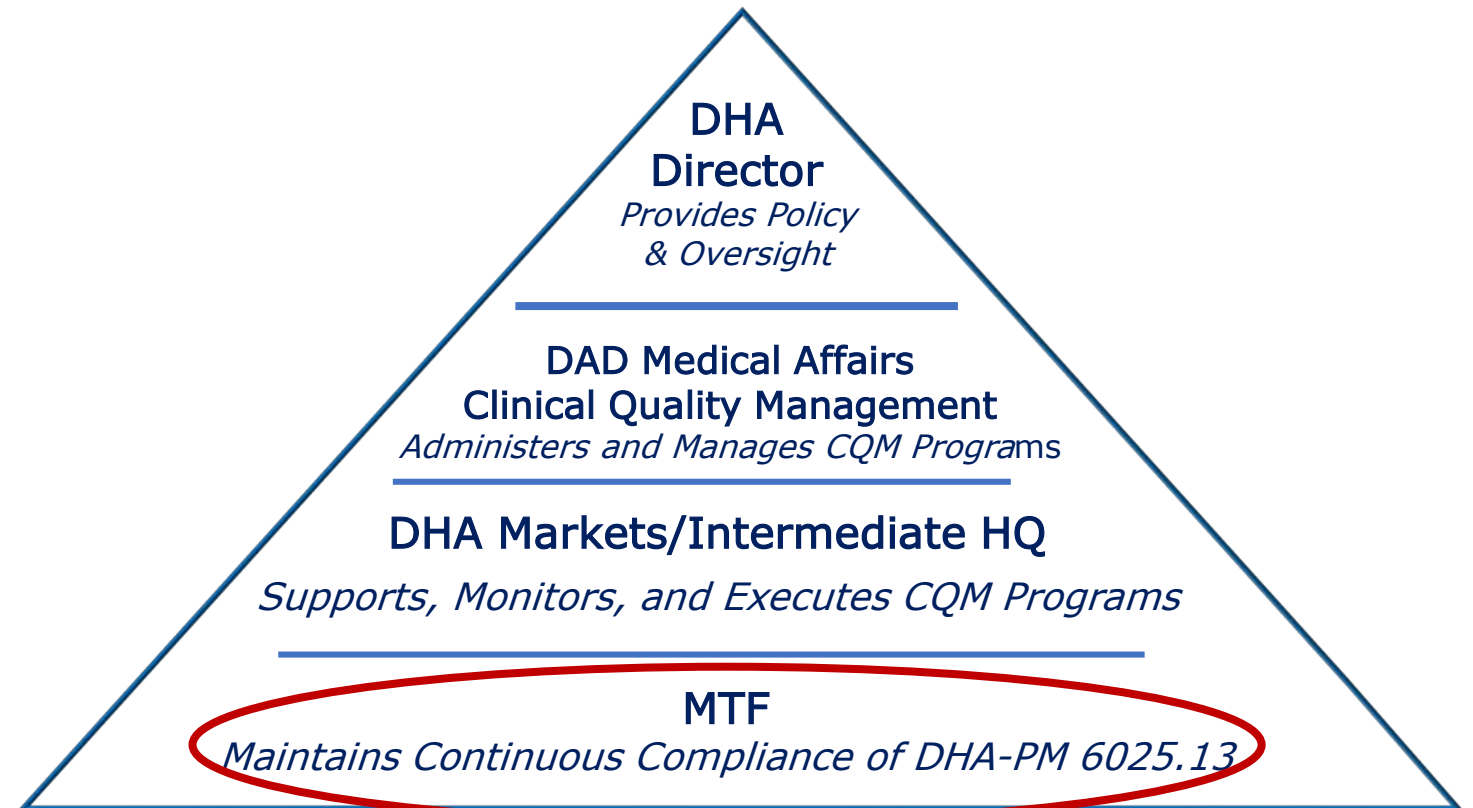 DHA
Director
Provides Policy
& Oversight
DAD Medical Affairs
Clinical Quality Management
Administers and Manages CQM Programs
DHA Markets/Intermediate HQ
Supports, Monitors, and Executes CQM Programs
MTF
Maintains Continuous Compliance of DHA-PM 6025.13